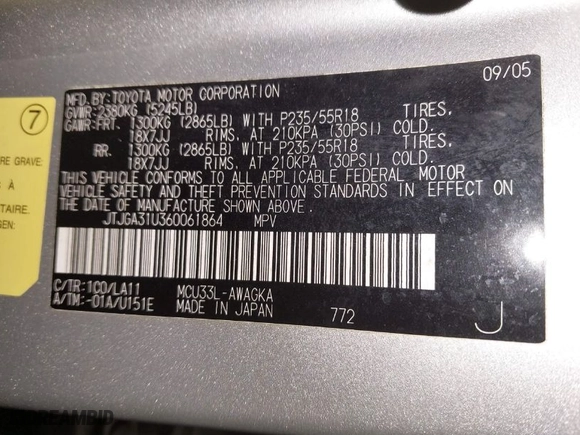 09/05
MFD. BY: TOYOTA MOTOR CORPORATION
GVWR 2380KG (5245LB)
GAWR: FRT. 1300KG (2865LB) WITH P235/55R18 TIRES,
18X7JJ RIMS, AT 210KPA (30PSI) COLD.
RR. 1300KG (2865LB) WITH P235/55R18 TIRES,
18X7JJ RIMS, AT 210KPA (30PSI) COLD.
THIS VEHICLE CONFORMS TO ALL APPLICABLE FEDERAL MOTOR
VEHICLE SAFETY AND THEFT PREVENTION STANDARDS IN EFFECT ON
THE DATE OF MANUFACTURE SHOWN ABOVE.
JTJGA31U360061864 MPV
C/TR: 1C0/LA11 MCU33L-AWAGKA
A/TM: -01A/U151E MADE IN JAPAN 772 J
7
RE GRAVE:
S À
TAIRE.
GEN: